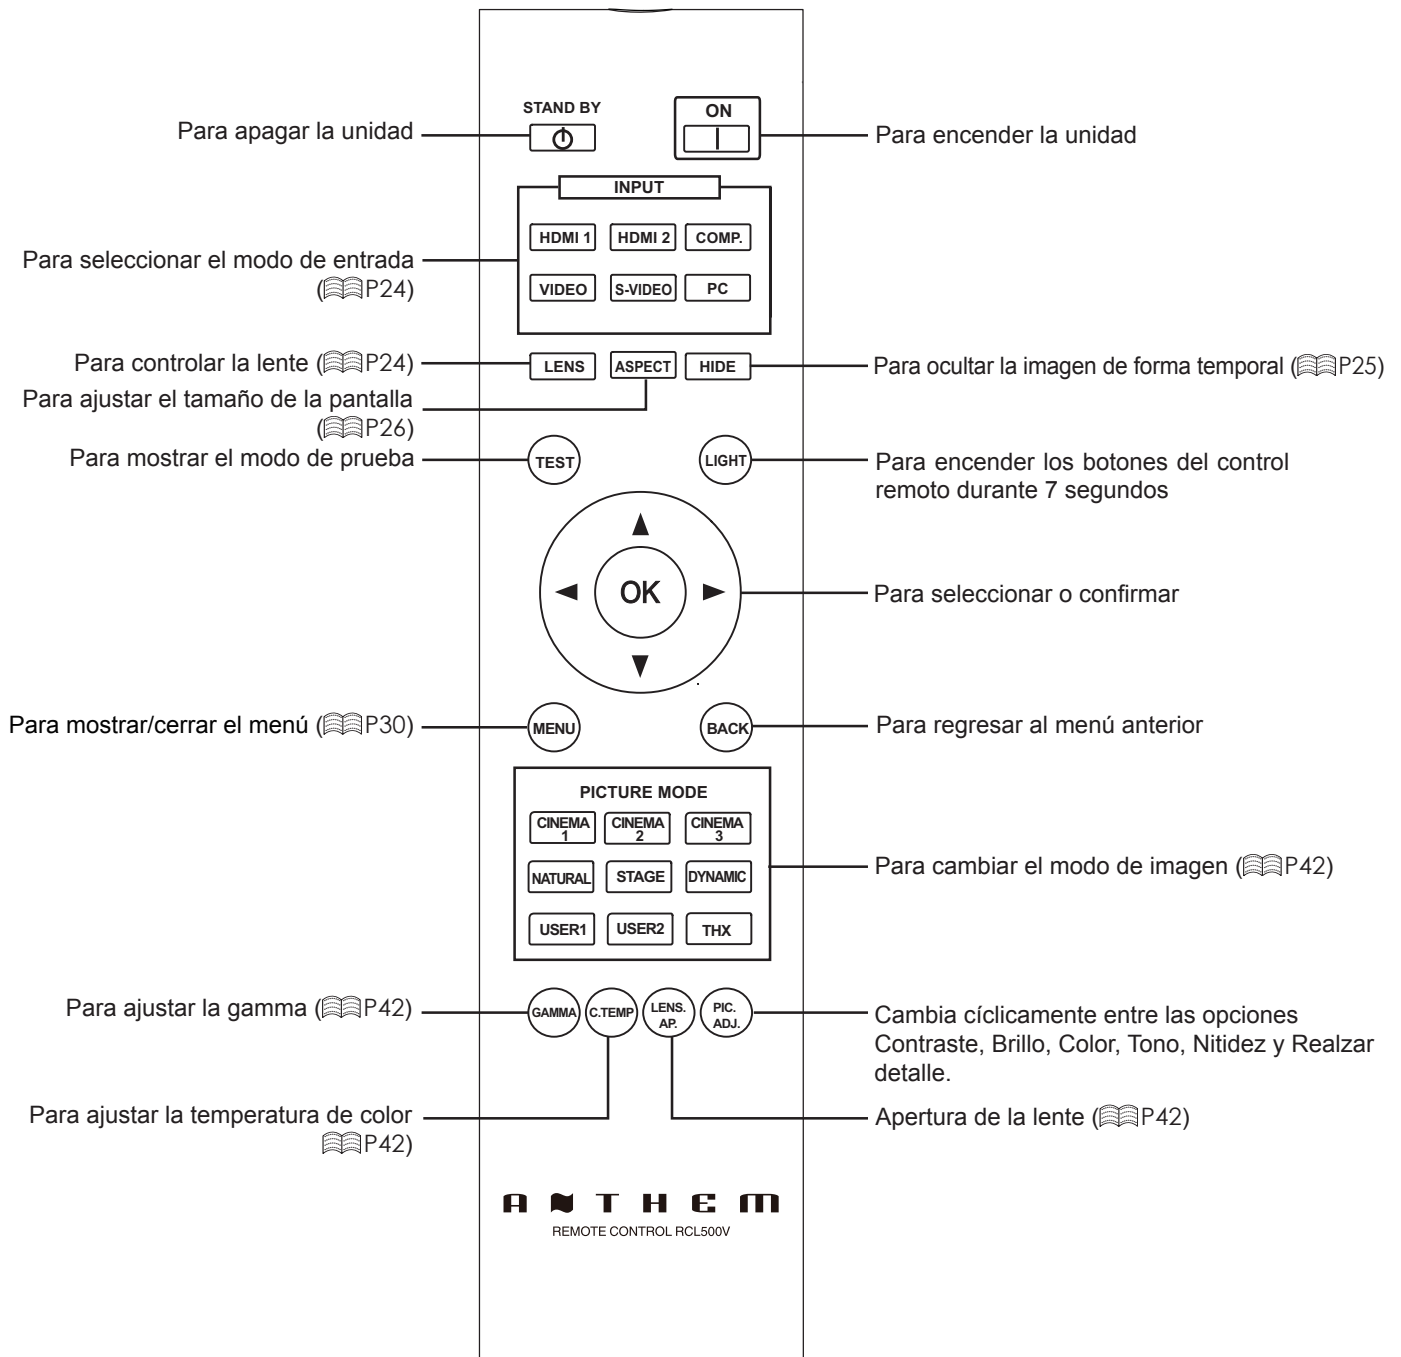 STAND BY
ON
Para apagar la unidad
Para encender la unidad
INPUT
HDMI 1
HDMI 2
COMP.
Para seleccionar el modo de entrada
(P24)
VIDEO
S-VIDEO
PC
Para controlar la lente (P24)
LENS
ASPECT
HIDE
Para ocultar la imagen de forma temporal (P25)
Para ajustar el tamaño de la pantalla
(P26)
Para mostrar el modo de prueba
TEST
LIGHT
Para encender los botones del control
remoto durante 7 segundos
OK
Para seleccionar o confirmar
Para mostrar/cerrar el menú (P30)
MENU
BACK
Para regresar al menú anterior
PICTURE MODE
CINEMA
1
CINEMA
2
CINEMA
3
NATURAL
STAGE
DYNAMIC
Para cambiar el modo de imagen (P42)
USER1
USER2
THX
Para ajustar la gamma (P42)
GAMMA
C.TEMP
LENS.
AP.
PIC.
ADJ.
Cambia cíclicamente entre las opciones
Contraste, Brillo, Color, Tono, Nitidez y Realzar
detalle.
Para ajustar la temperatura de color
P42)
Apertura de la lente (P42)
ANTHEM
REMOTE CONTROL RCL500V